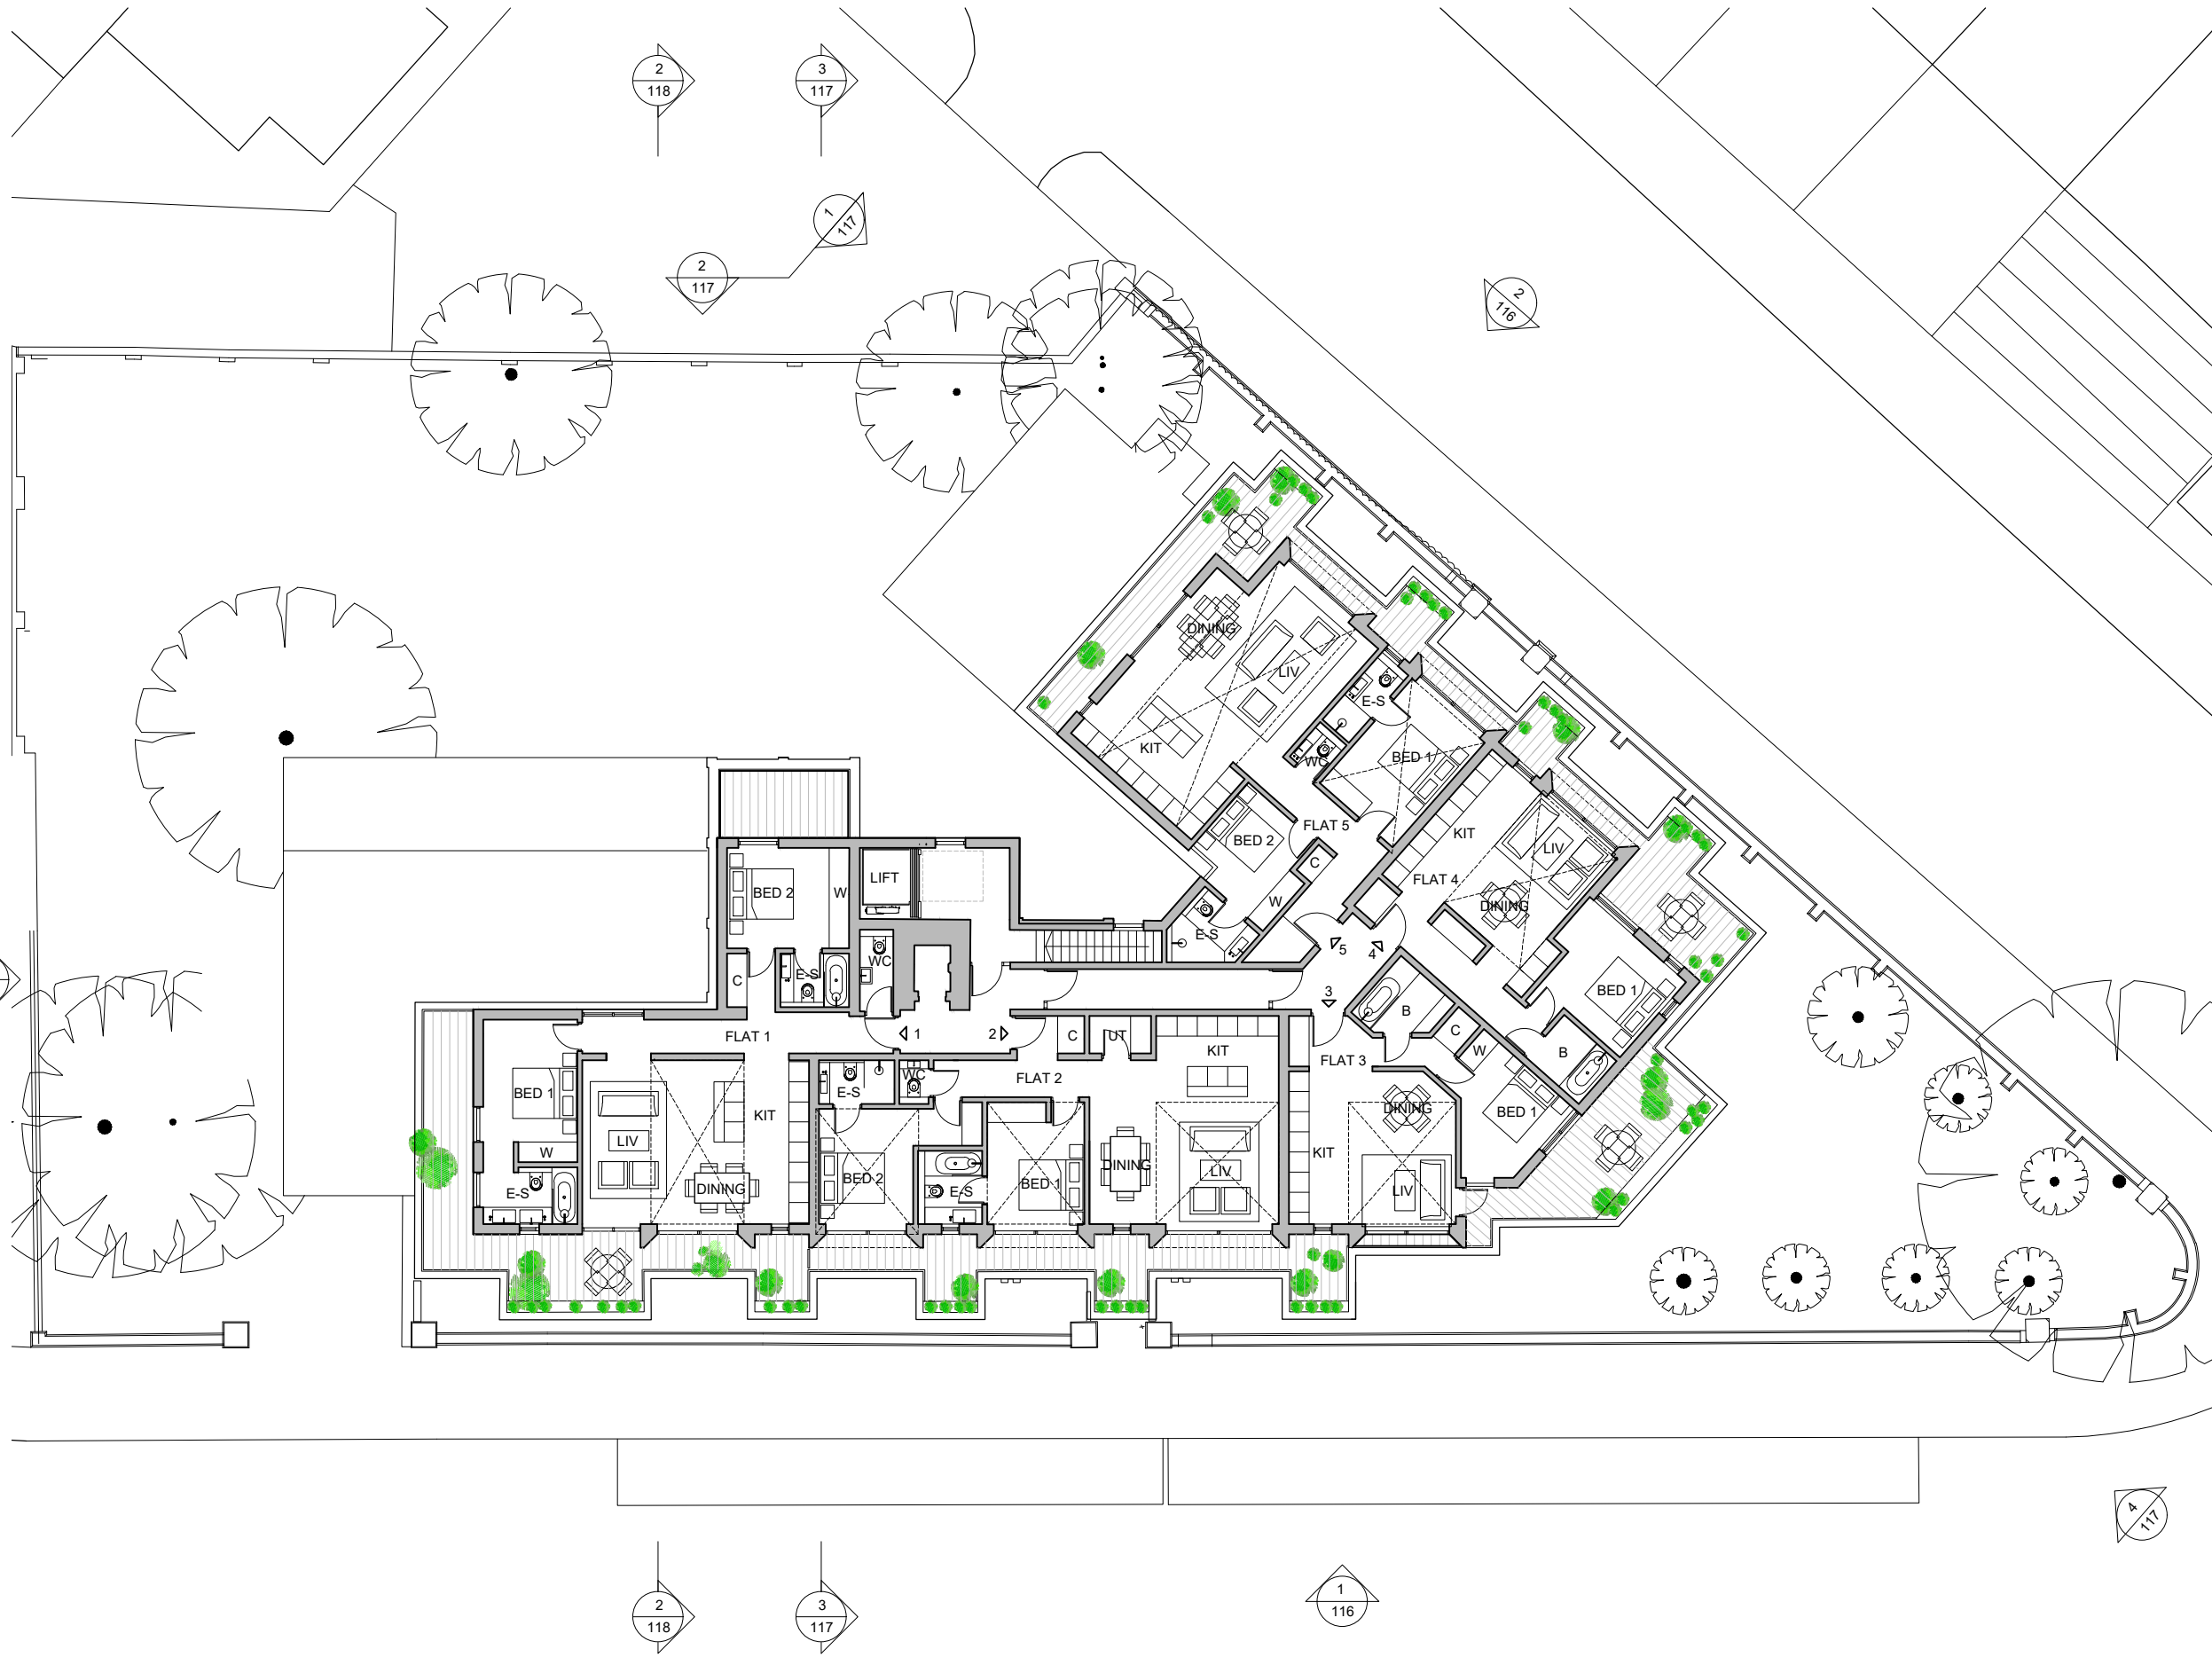 2
118
3
117
1
117
2
117
2
116
DINING
LIV
E-S
KIT
WC
BED 1
FLAT 5
BED 2
KIT
LIV
C
FLAT 4
LIFT
BED 2
W
W
DINING
E-S
5
4
WC
E-S
C
BED 1
3
B
FLAT 1
1
2
C
UT
KIT
C
W
B
FLAT 3
WC
FLAT 2
E-S
BED 1
KIT
DINING
BED 1
LIV
W
KIT
DINING
LIV
BED 2
E-S
BED 1
E-S
DINING
LIV
4
117
2
118
3
117
1
116